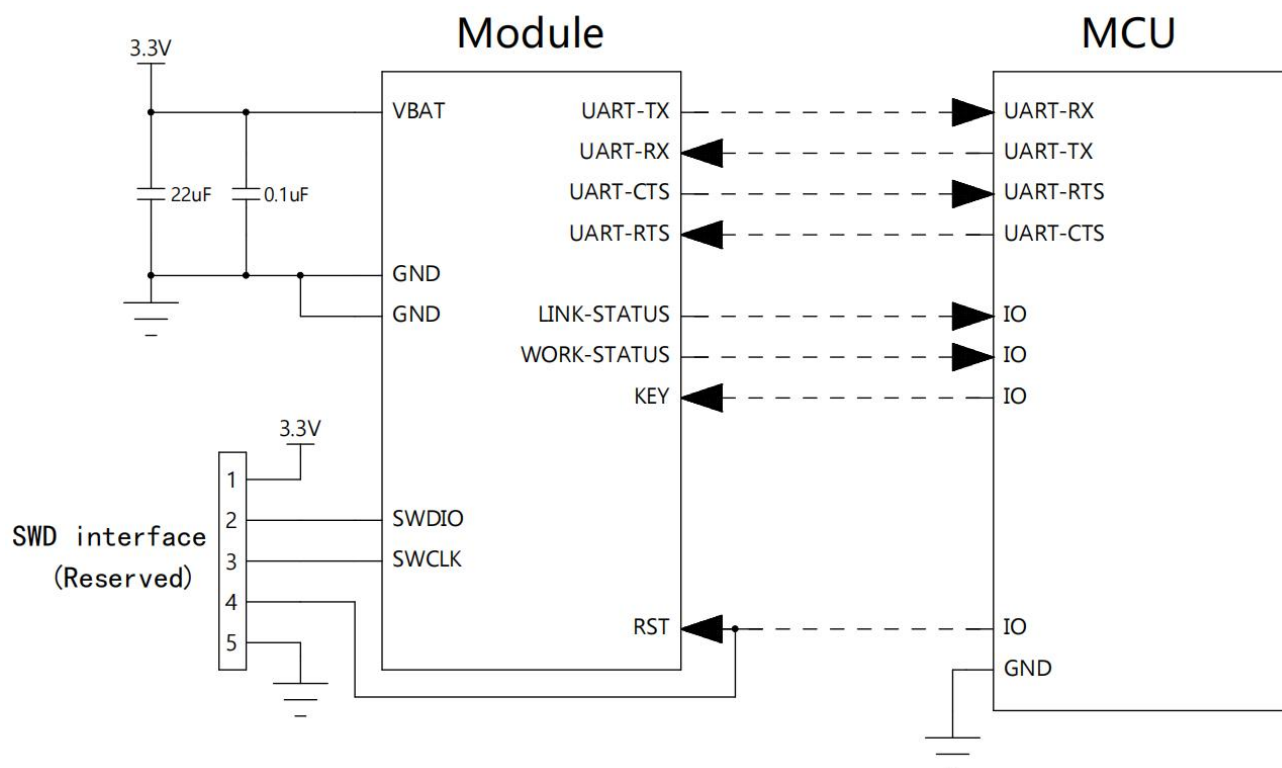 Module
MCU
3.3V
VBAT
UART-TX
UART-RX
UART-RX
UART-TX
22uF
0.1uF
UART-CTS
UART-RTS
UART-RTS
UART-CTS
GND
GND
LINK-STATUS
IO
WORK-STATUS
IO
KEY
IO
3.3V
1
SWD interface
(Reserved)
2
SWDIO
3
SWCLK
4
5
RST
IO
GND